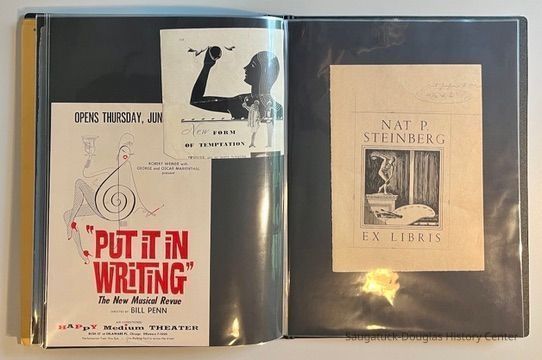 OPENS THURSDAY, JUN
New FORM
OF TEMPTATION
ROBERT WEINER with
GEORGE and OSCAR MARIENTHAL
present
"PUT IT IN
WRITING"
The New Musical Revue
DIRECTED BY BILL PENN
HAPPY Medium THEATER
NAT P.
STEINBERG
EX LIBRIS
Saugatuck-Douglas History Center